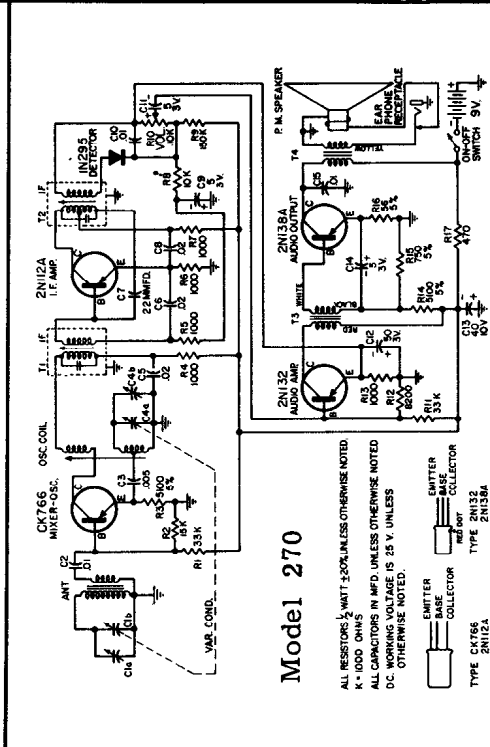 CK766
MIXER-OSC.
OSC. COIL
T1
IF
2N112A
I.F. AMP.
T2
IF
IN295
DETECTOR
ANT
C2
.01
C1a
C1b
VAR. COND.
B
C
E
R1
33K
R2
15K
R3
5100
5%
C3
.005
C4a
C4b
C5
.02
R4
1000
R5
1000
C6
.02
R6
1000
C7
22 MMFD.
B
C
E
C8
.02
R7
1000
R8
10K
C9
5
3V.
C10
.01
R10
VOL.
10K
C11
5
3V.
R9
150K
Model 270
ALL RESISTORS ½ WATT ±20% UNLESS OTHERWISE NOTED.
K = 1000 OHMS
ALL CAPACITORS IN MFD. UNLESS OTHERWISE NOTED
DC. WORKING VOLTAGE IS 25 V. UNLESS
OTHERWISE NOTED.
2N132
AUDIO AMP.
B
C
E
R11
33K
R12
8200
R13
1000
C12
50
3V.
T3
RED
BLACK
WHITE
2N138A
AUDIO OUTPUT
B
C
E
C13
40
10V.
R14
5100
5%
R15
750
5%
C14
5
3V.
R16
56
5%
R17
470
C15
.01
T4
YELLOW
P. M. SPEAKER
EAR
PHONE
RECEPTACLE
ON-OFF
SWITCH
9V.
EMITTER
BASE
COLLECTOR
TYPE CK766
2N112A
EMITTER
BASE
COLLECTOR
RED DOT
TYPE 2N132
2N138A